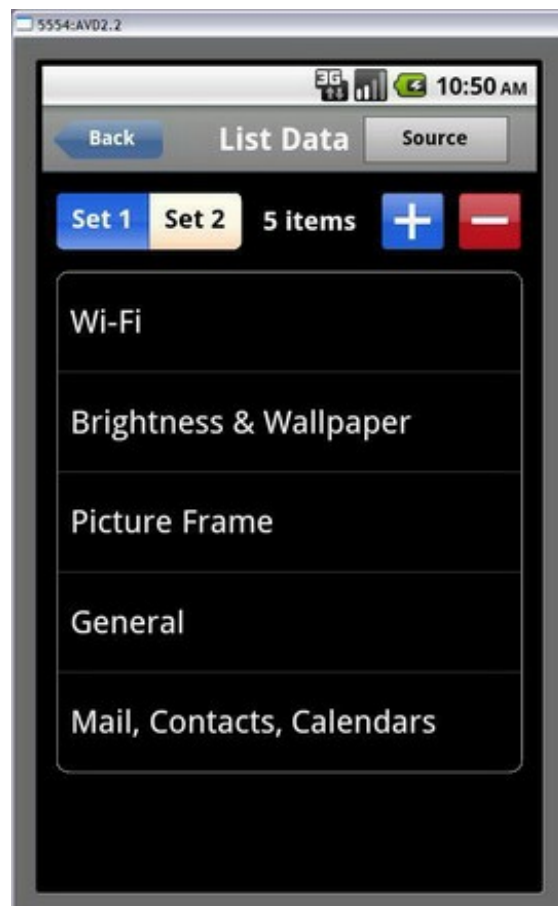 5554:AVD2.2
3G 10:50 AM
Back List Data Source
Set 1 Set 2 5 items + −
Wi-Fi
Brightness & Wallpaper
Picture Frame
General
Mail, Contacts, Calendars